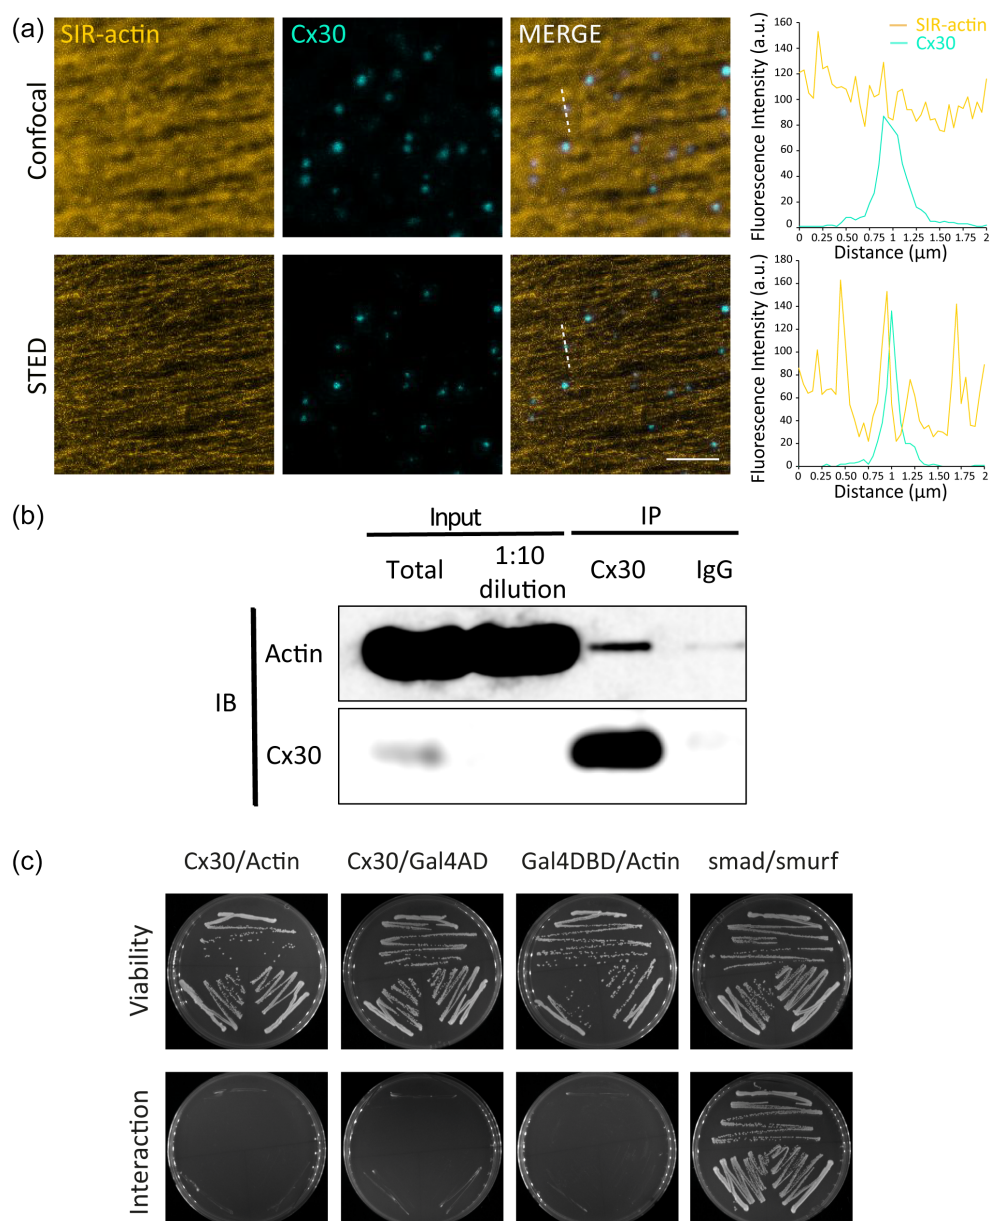 (a)
SIR-actin
Cx30
MERGE
Confocal
STED
Fluorescence Intensity (a.u.)
160
140
120
100
80
60
40
20
0
SIR-actin
Cx30
0 0.25 0.50 0.75 1 1.25 1.50 1.75 2
Distance (µm)
Fluorescence Intensity (a.u.)
180
160
140
120
100
80
60
40
20
0
0 0.25 0.50 0.75 1 1.25 1.50 1.75 2
Distance (µm)
(b)
Input
IP
Total
1:10
dilution
Cx30
IgG
IB
Actin
Cx30
(c)
Cx30/Actin
Cx30/Gal4AD
Gal4DBD/Actin
smad/smurf
Viability
Interaction